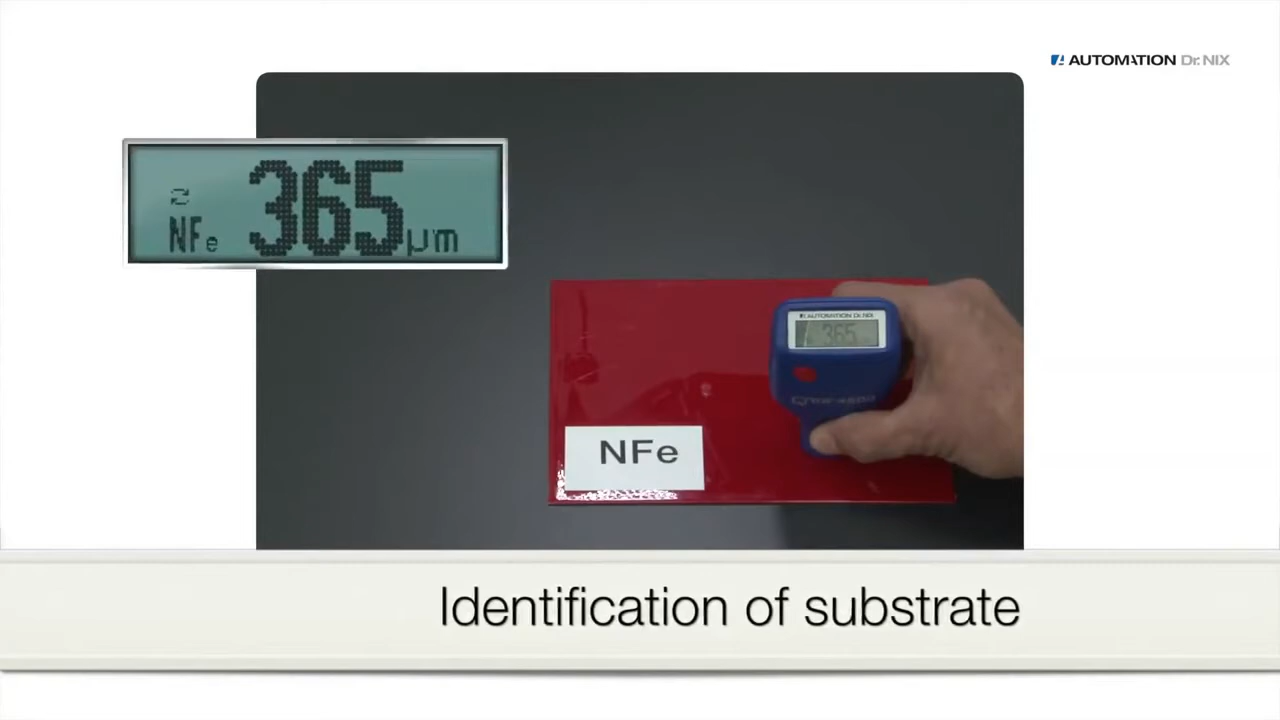 AUTOMATION Dr. NIX
365
NFe
µm
AUTOMATION DR. NIX
365
NFe
Identification of substrate